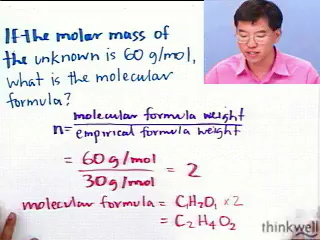 If the molar mass of
the unknown is 60 g/mol,
what is the molecular
formula?
n = molecular formula weight
empirical formula weight
= 60 g/mol
30 g/mol
= 2
molecular formula = C₁H₂O₁ × 2
= C₂H₄O₂
thinkwell